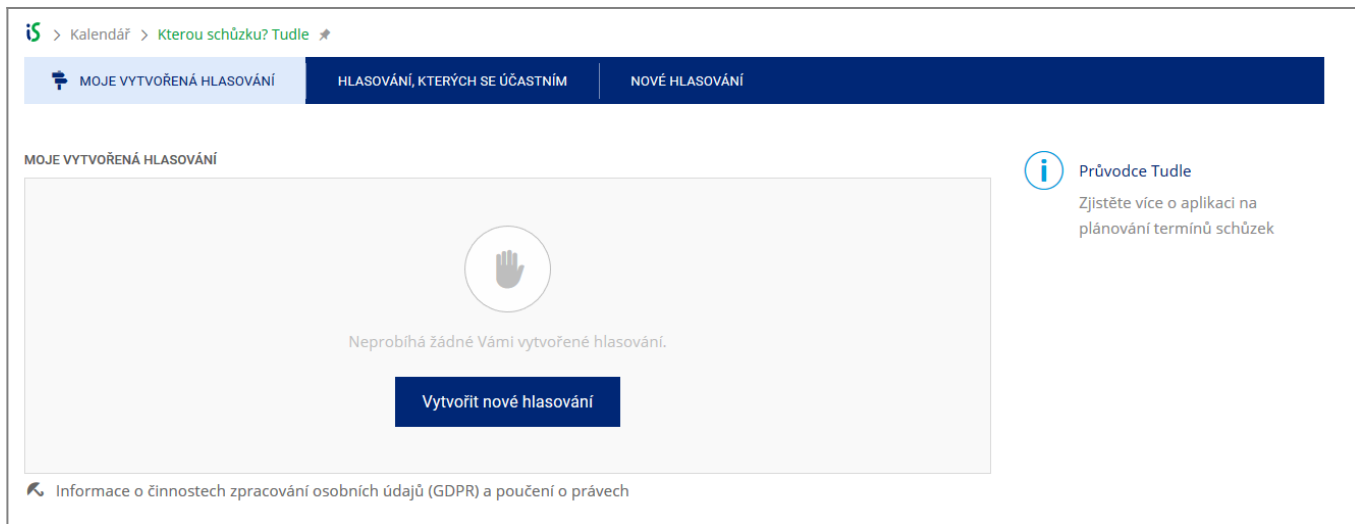 iS > Kalendář > Kterou schůzku? Tudle
MOJE VYTVOŘENÁ HLASOVÁNÍ HLASOVÁNÍ, KTERÝCH SE ÚČASTNÍM NOVÉ HLASOVÁNÍ
MOJE VYTVOŘENÁ HLASOVÁNÍ
Neprobíhá žádné Vámi vytvořené hlasování.
Vytvořit nové hlasování
Informace o činnostech zpracování osobních údajů (GDPR) a poučení o právech
Průvodce Tudle
Zjistěte více o aplikaci na
plánování termínů schůzek